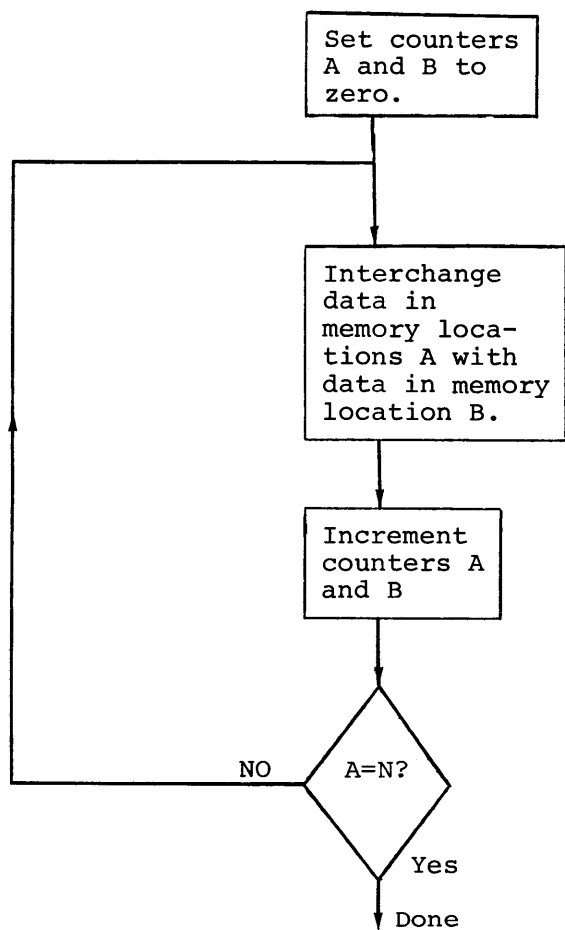 Set counters
A and B to
zero.
Interchange
data in
memory loca-
tions A with
data in memory
location B.
Increment
counters A
and B
A=N?
NO
Yes
Done